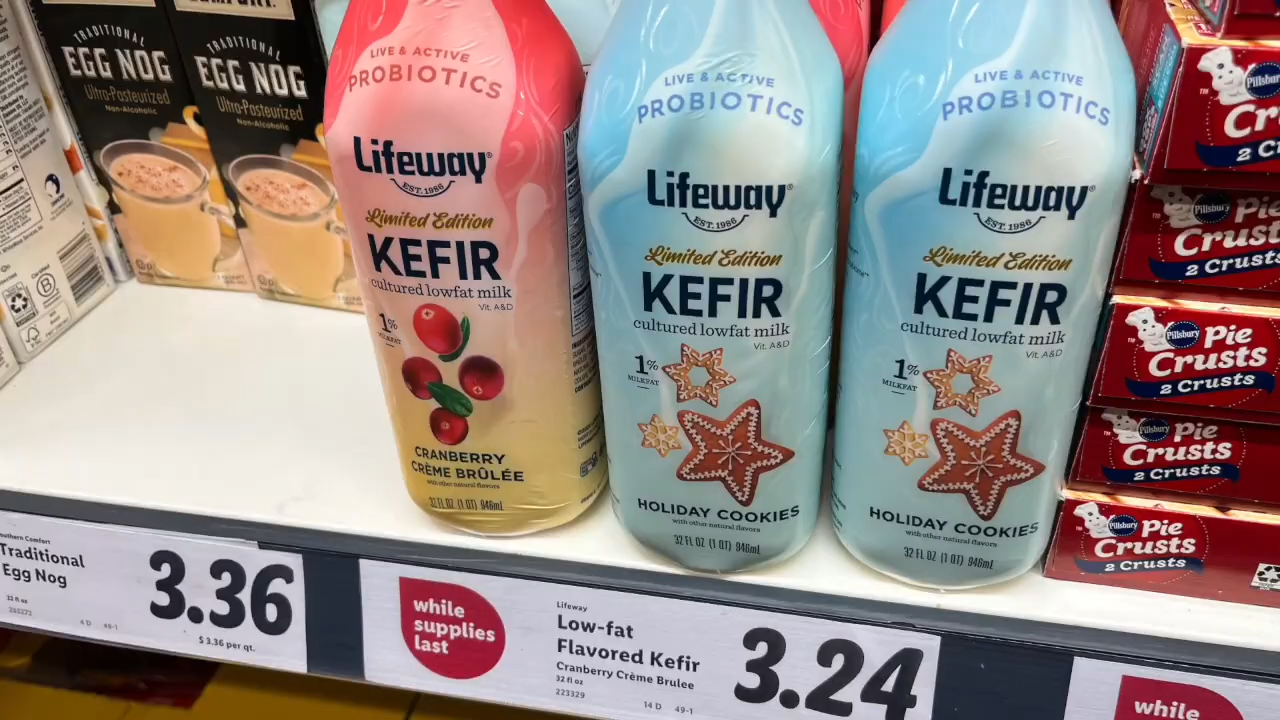 TRADITIONAL
EGG NOG
Ultra-Pasteurized
Non-Alcoholic
TRADITIONAL
EGG NOG
Ultra-Pasteurized
Non-Alcoholic
LIVE & ACTIVE
PROBIOTICS
Lifeway®
EST. 1986
Limited Edition
KEFIR
cultured lowfat milk
Vit. A&D
1%
MILKFAT
CRANBERRY
CRÈME BRÛLÉE
with other natural flavors
32 FL OZ (1 QT) 946mL
LIVE & ACTIVE
PROBIOTICS
Lifeway®
EST. 1986
Limited Edition
KEFIR
cultured lowfat milk
Vit. A&D
1%
MILKFAT
HOLIDAY COOKIES
with other natural flavors
32 FL OZ (1 QT) 946mL
LIVE & ACTIVE
PROBIOTICS
Lifeway®
EST. 1986
Limited Edition
KEFIR
cultured lowfat milk
Vit. A&D
1%
MILKFAT
HOLIDAY COOKIES
with other natural flavors
32 FL OZ (1 QT) 946mL
Pillsbury
Cr
2 C
Pillsbury
Pie
Crusts
2 Crusts
Pillsbury
Pie
Crusts
2 Crusts
Pillsbury
Pie
Crusts
2 Crusts
Pillsbury
Pie
Crusts
2 Crusts
outhern Comfort
Traditional
Egg Nog
32 fl oz
4 D 49-1
3.36
$ 3.36 per qt.
while
supplies
last
Lifeway
Low-fat
Flavored Kefir
Cranberry Crème Brulee
32 fl oz
223329
14 D 49-1
3.24
while